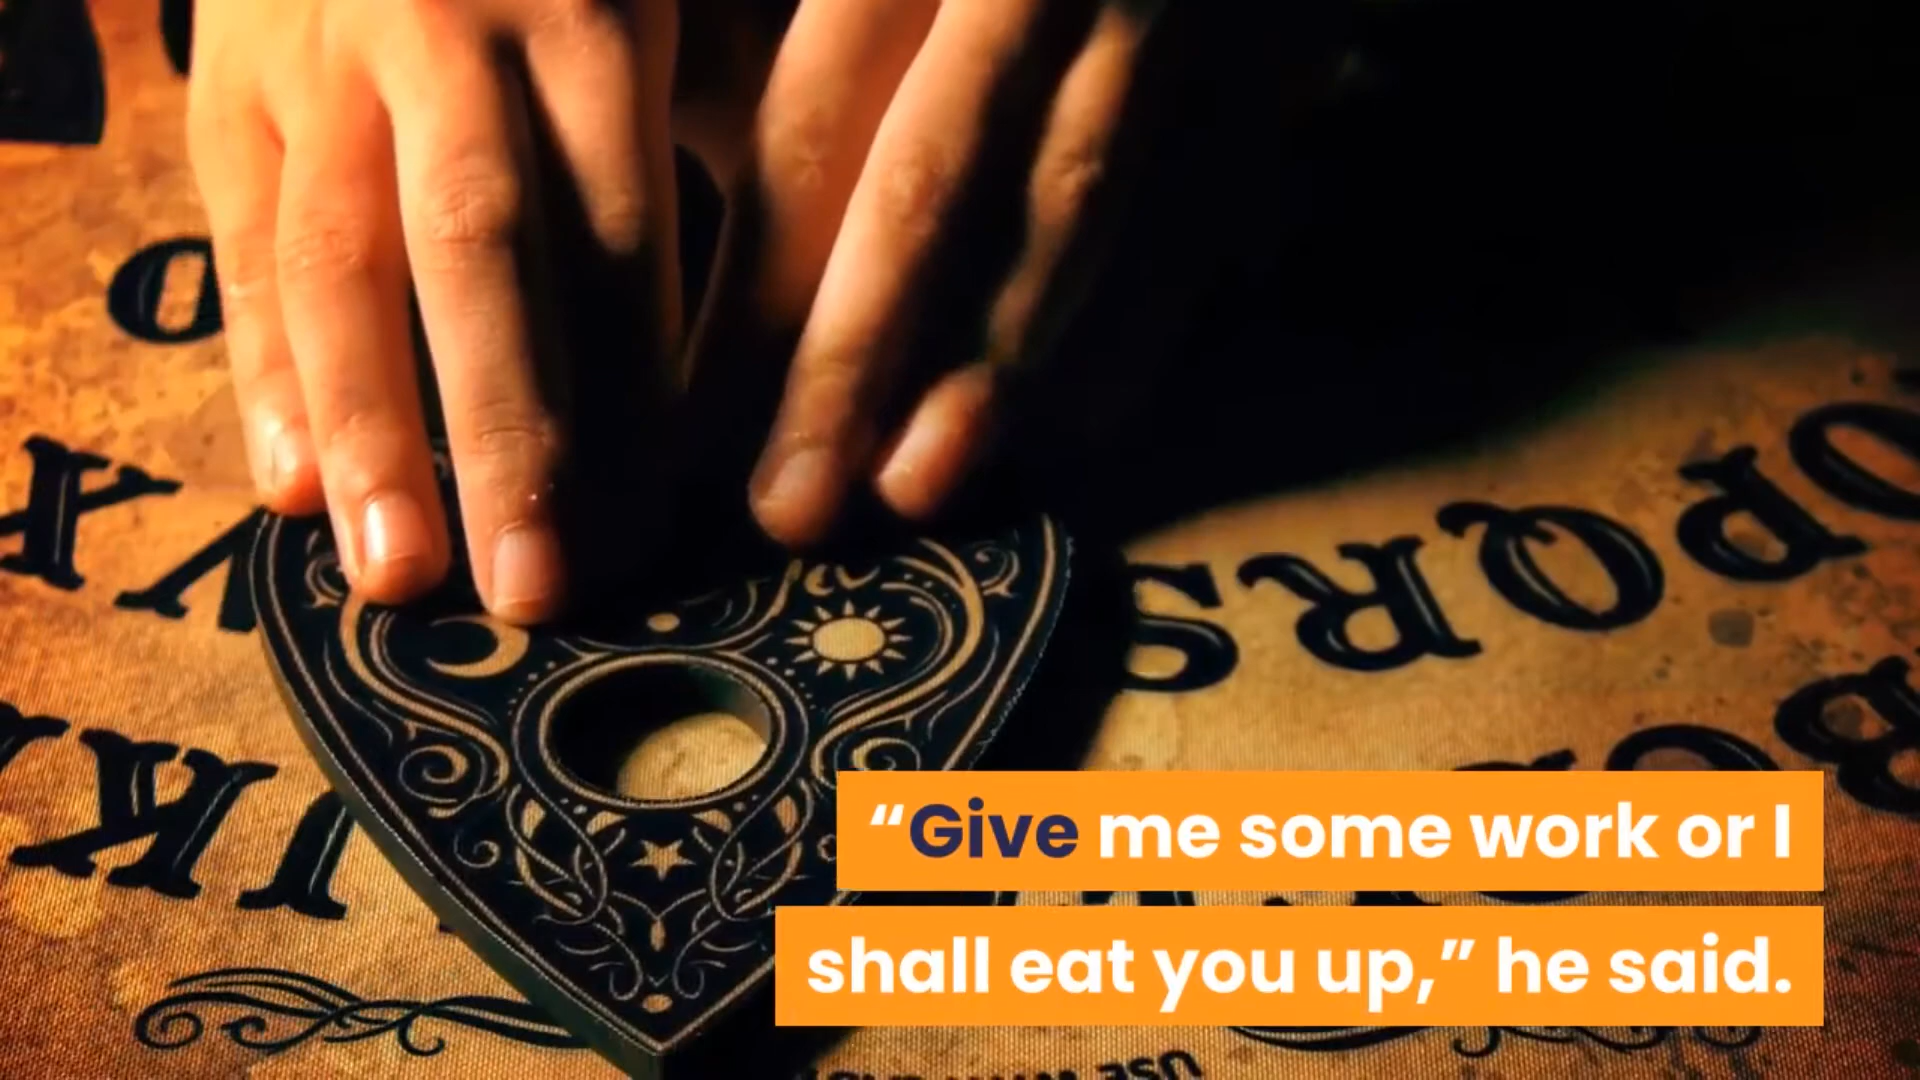 O
X
V
S R Q P O
K
B
“Give me some work or I
shall eat you up,” he said.